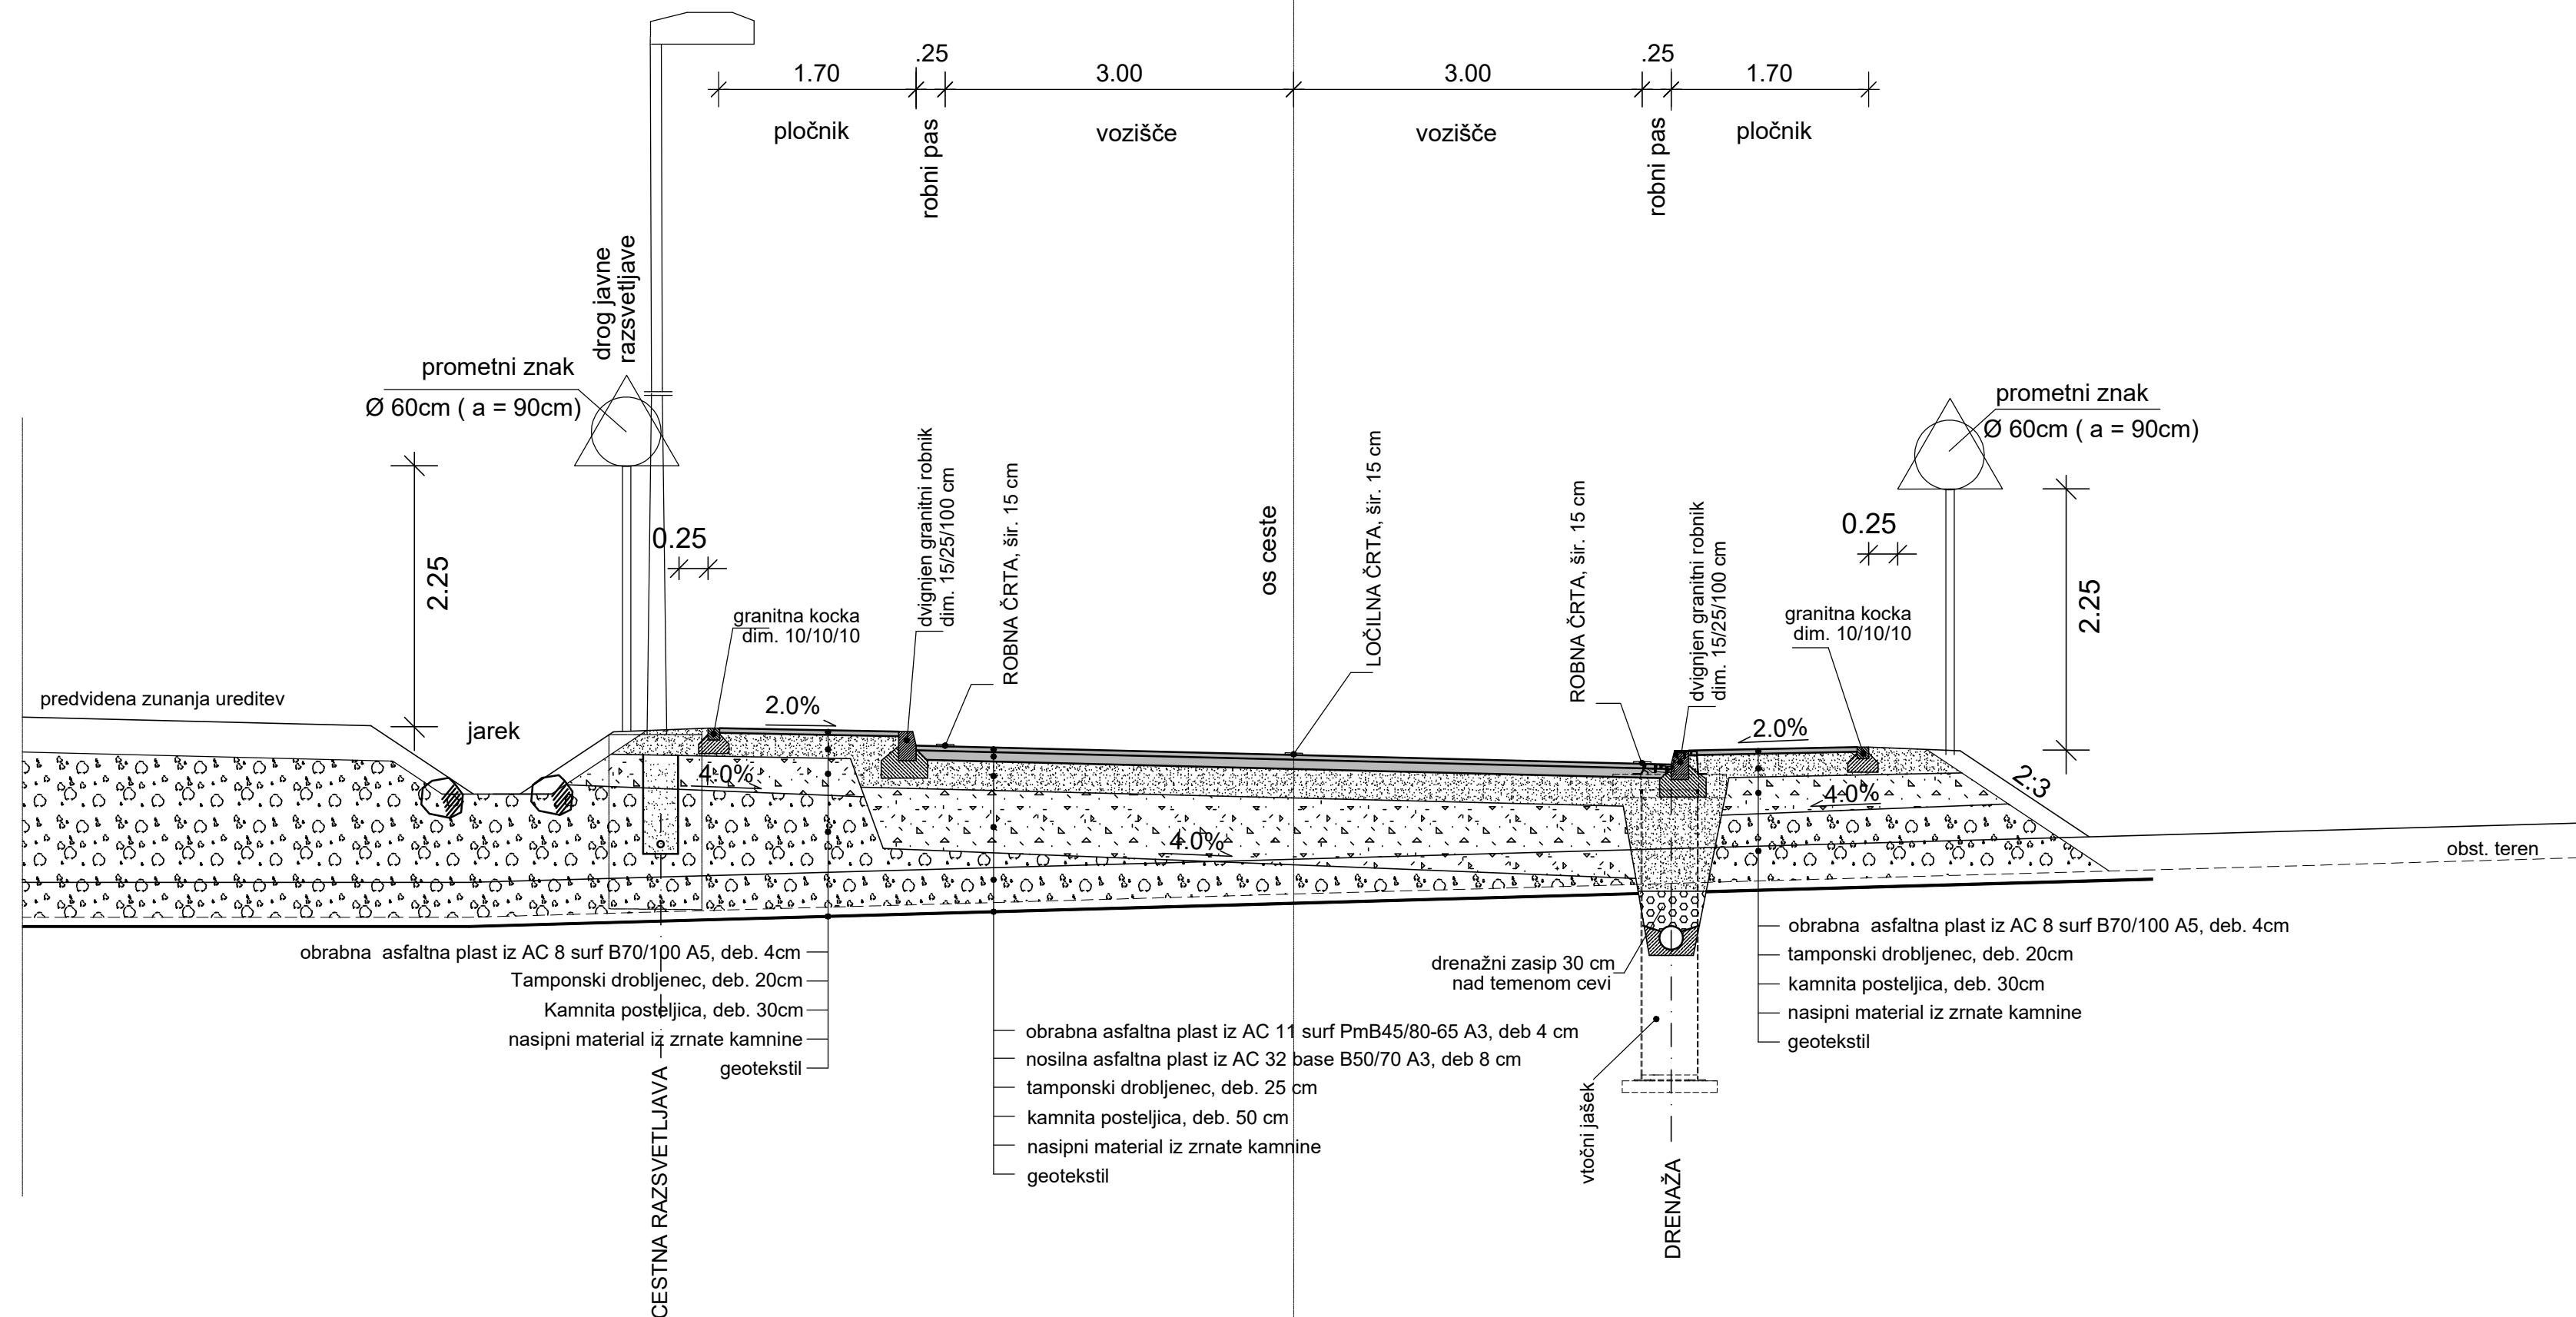 .25
.25
1.70
3.00
3.00
1.70
pločnik
robni pas
vozišče
vozišče
robni pas
pločnik
drog javne
razsvetljave
prometni znak
Ø 60cm ( a = 90cm)
prometni znak
Ø 60cm ( a = 90cm)
2.25
0.25
dvignjen granitni robnik
dim. 15/25/100 cm
ROBNA ČRTA, šir. 15 cm
os ceste
LOČILNA ČRTA, šir. 15 cm
ROBNA ČRTA, šir. 15 cm
dvignjen granitni robnik
dim. 15/25/100 cm
0.25
2.25
granitna kocka
dim. 10/10/10
granitna kocka
dim. 10/10/10
predvidena zunanja ureditev
jarek
2.0%
2.0%
4.0%
4.0%
4.0%
2:3
obst. teren
obrabna  asfaltna plast iz AC 8 surf B70/100 A5, deb. 4cm
Tamponski drobljenec, deb. 20cm
Kamnita posteljica, deb. 30cm
nasipni material iz zrnate kamnine
geotekstil
obrabna asfaltna plast iz AC 11 surf PmB45/80-65 A3, deb 4 cm
nosilna asfaltna plast iz AC 32 base B50/70 A3, deb 8 cm
tamponski drobljenec, deb. 25 cm
kamnita posteljica, deb. 50 cm
nasipni material iz zrnate kamnine
geotekstil
drenažni zasip 30 cm
nad temenom cevi
obrabna  asfaltna plast iz AC 8 surf B70/100 A5, deb. 4cm
tamponski drobljenec, deb. 20cm
kamnita posteljica, deb. 30cm
nasipni material iz zrnate kamnine
geotekstil
CESTNA RAZSVETLJAVA
vtočni jašek
DRENAŽA